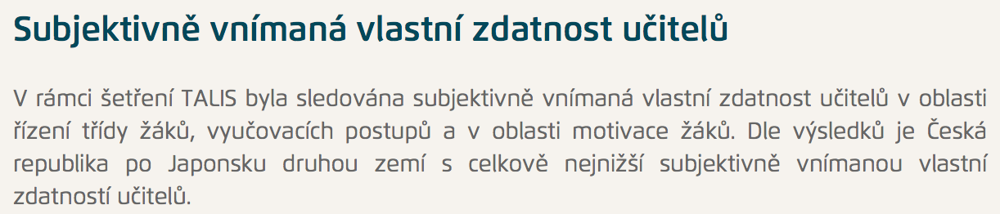 Subjektivně vnímaná vlastní zdatnost učitelů
V rámci šetření TALIS byla sledována subjektivně vnímaná vlastní zdatnost učitelů v oblasti
řízení třídy žáků, vyučovacích postupů a v oblasti motivace žáků. Dle výsledků je Česká
republika po Japonsku druhou zemí s celkově nejnižší subjektivně vnímanou vlastní
zdatností učitelů.